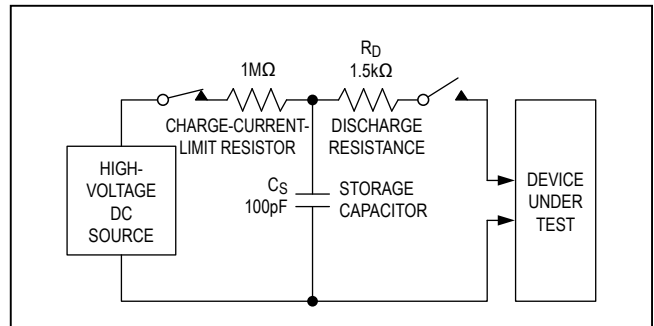 1MΩ
CHARGE-CURRENT-
LIMIT RESISTOR
RD
1.5kΩ
DISCHARGE
RESISTANCE
HIGH-
VOLTAGE
DC
SOURCE
CS
100pF
STORAGE
CAPACITOR
DEVICE
UNDER
TEST